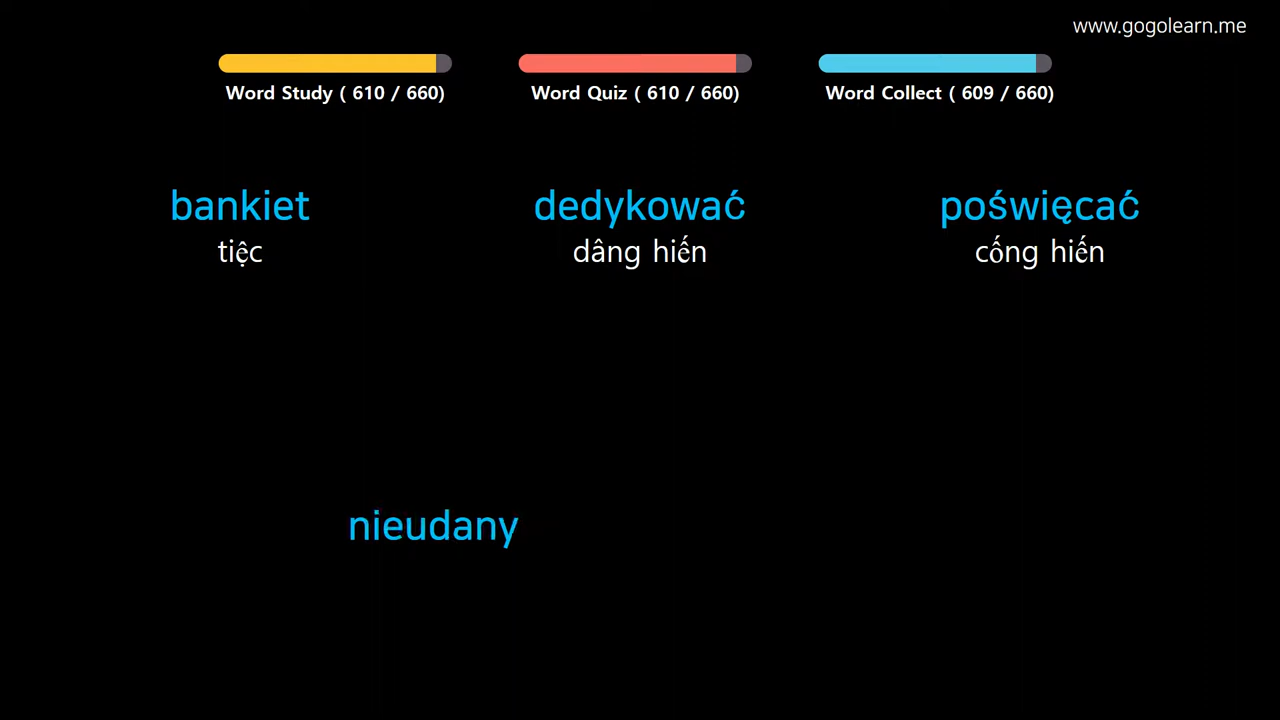 www.gogolearn.me
Word Study ( 610 / 660)
Word Quiz ( 610 / 660)
Word Collect ( 609 / 660)
bankiet
tiệc
dedykować
dâng hiến
poświęcać
cống hiến
nieudany